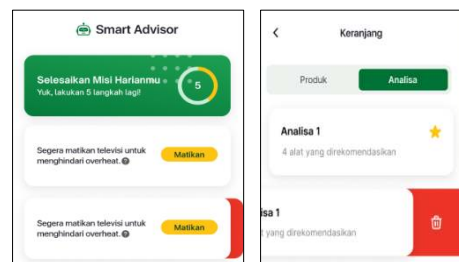 Smart Advisor
Selesaikan Misi Harianmu
Yuk, lakukan 5 langkah lagi!
5
Segera matikan televisi untuk
menghindari overheat.
Matikan
Segera matikan televisi untuk
menghindari overheat.
Matikan
Keranjang
Produk
Analisa
Analisa 1
4 alat yang direkomendasikan
isa 1
yang direkomendasikan